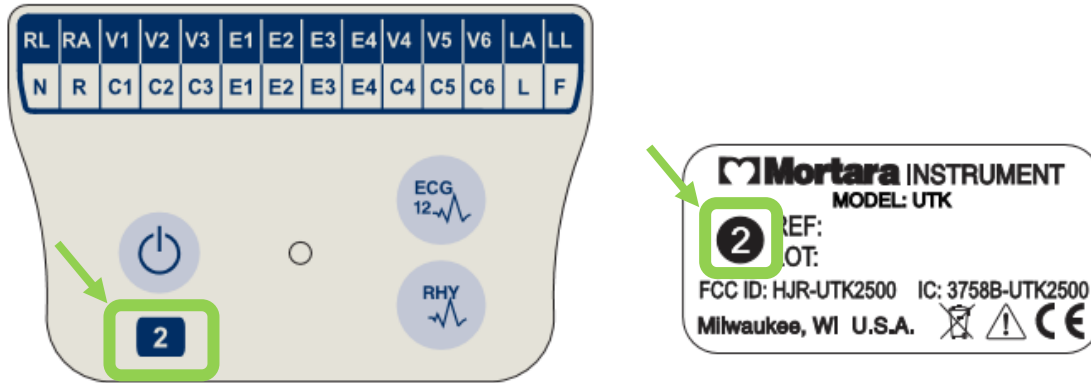 RL RA V1 V2 V3 E1 E2 E3 E4 V4 V5 V6 LA LL
N R C1 C2 C3 E1 E2 E3 E4 C4 C5 C6 L F
ECG
12
RHY
2
Mortara INSTRUMENT
MODEL: UTK
2 REF:
LOT:
FCC ID: HJR-UTK2500 IC: 3758B-UTK2500
Milwaukee, WI U.S.A. CE